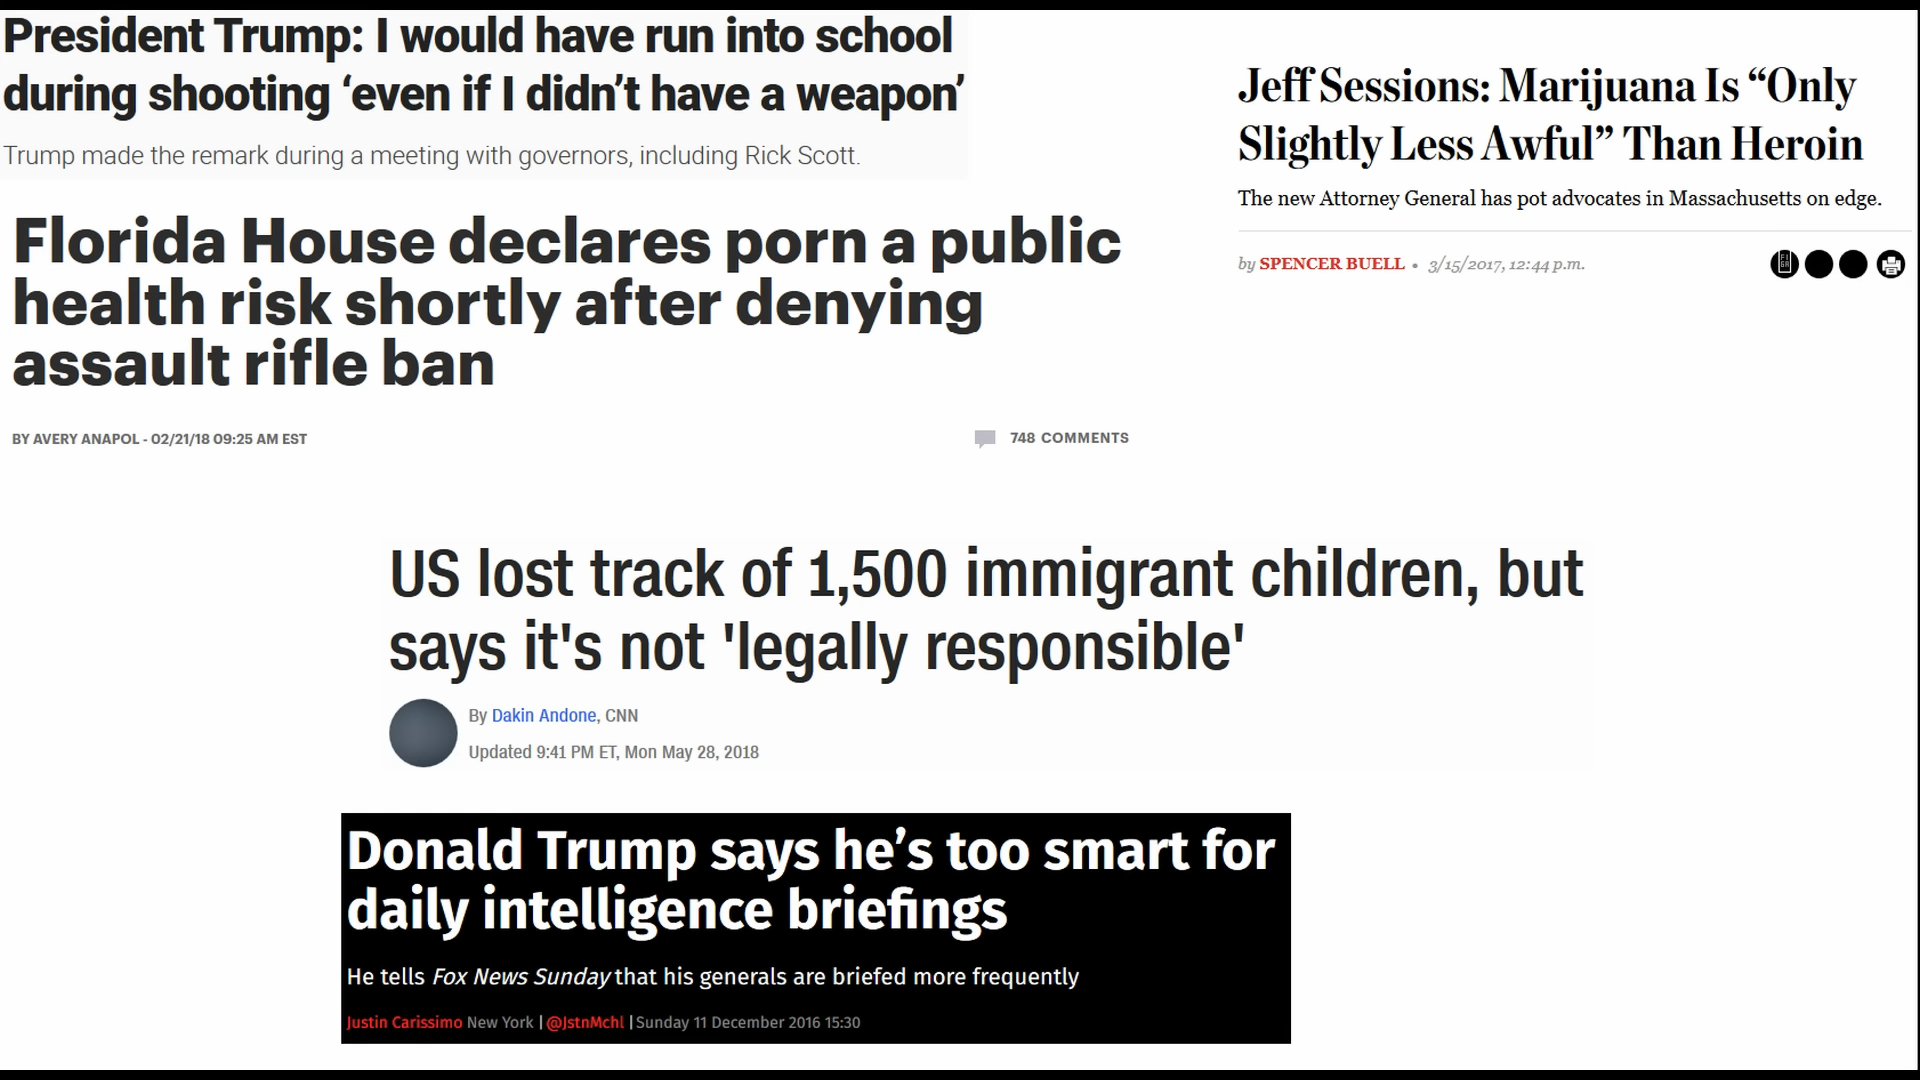 President Trump: I would have run into school
during shooting ‘even if I didn’t have a weapon’
Trump made the remark during a meeting with governors, including Rick Scott.
Jeff Sessions: Marijuana Is “Only
Slightly Less Awful” Than Heroin
The new Attorney General has pot advocates in Massachusetts on edge.
by SPENCER BUELL • 3/15/2017, 12:44 p.m.
Florida House declares porn a public
health risk shortly after denying
assault rifle ban
BY AVERY ANAPOL - 02/21/18 09:25 AM EST
748 COMMENTS
US lost track of 1,500 immigrant children, but
says it's not 'legally responsible'
By Dakin Andone, CNN
Updated 9:41 PM ET, Mon May 28, 2018
Donald Trump says he’s too smart for
daily intelligence briefings
He tells Fox News Sunday that his generals are briefed more frequently
Justin Carissimo New York | @JstnMchl | Sunday 11 December 2016 15:30